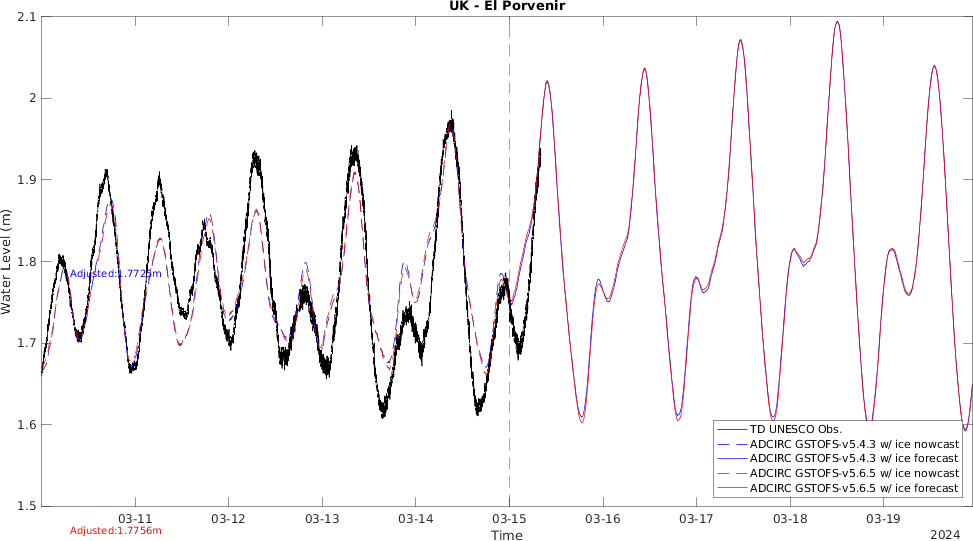 UK - El Porvenir
2.1
2
1.9
1.8
1.7
1.6
1.5
Water Level (m)
Adjusted:1.7725m
TD UNESCO Obs.
ADCIRC GSTOFS-v5.4.3 w/ ice nowcast
ADCIRC GSTOFS-v5.4.3 w/ ice forecast
ADCIRC GSTOFS-v5.6.5 w/ ice nowcast
ADCIRC GSTOFS-v5.6.5 w/ ice forecast
03-11 03-12 03-13 03-14 03-15 03-16 03-17 03-18 03-19
Adjusted:1.7756m
Time
2024